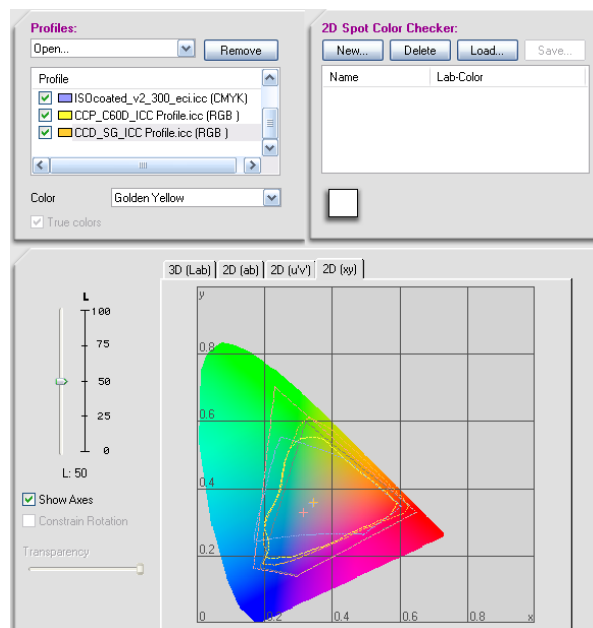 Profiles:
Open...
Remove
Profile
ISOcoated_v2_300_eci.icc (CMYK)
CCP_C60D_ICC Profile.icc (RGB )
CCD_SG_ICC Profile.icc (RGB )
Color
Golden Yellow
True colors
2D Spot Color Checker:
New...
Delete
Load...
Save...
Name
Lab-Color
3D (Lab)
2D (ab)
2D (u'v')
2D (xy)
L
100
75
50
25
0
L: 50
Show Axes
Constrain Rotation
Transparency
y
0.8
0.6
0.4
0.2
0
0.2
0.4
0.6
0.8
x